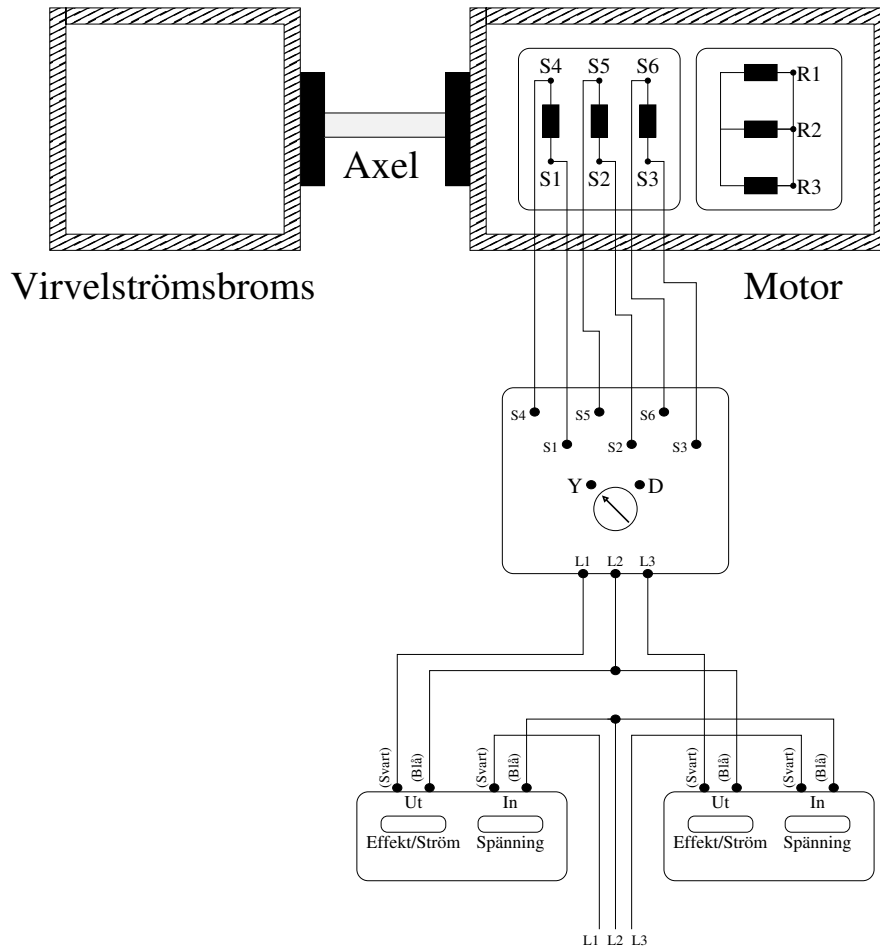 S4 S5 S6
R1
R2
S1 S2 S3
R3
Axel
Virvelströmsbroms
Motor
S4 S5 S6
S1 S2 S3
Y D
L1 L2 L3
(Svart) (Blå) (Svart) (Blå) (Svart) (Blå) (Svart) (Blå)
Ut In Ut In
Effekt/Ström Spänning Effekt/Ström Spänning
L1 L2 L3